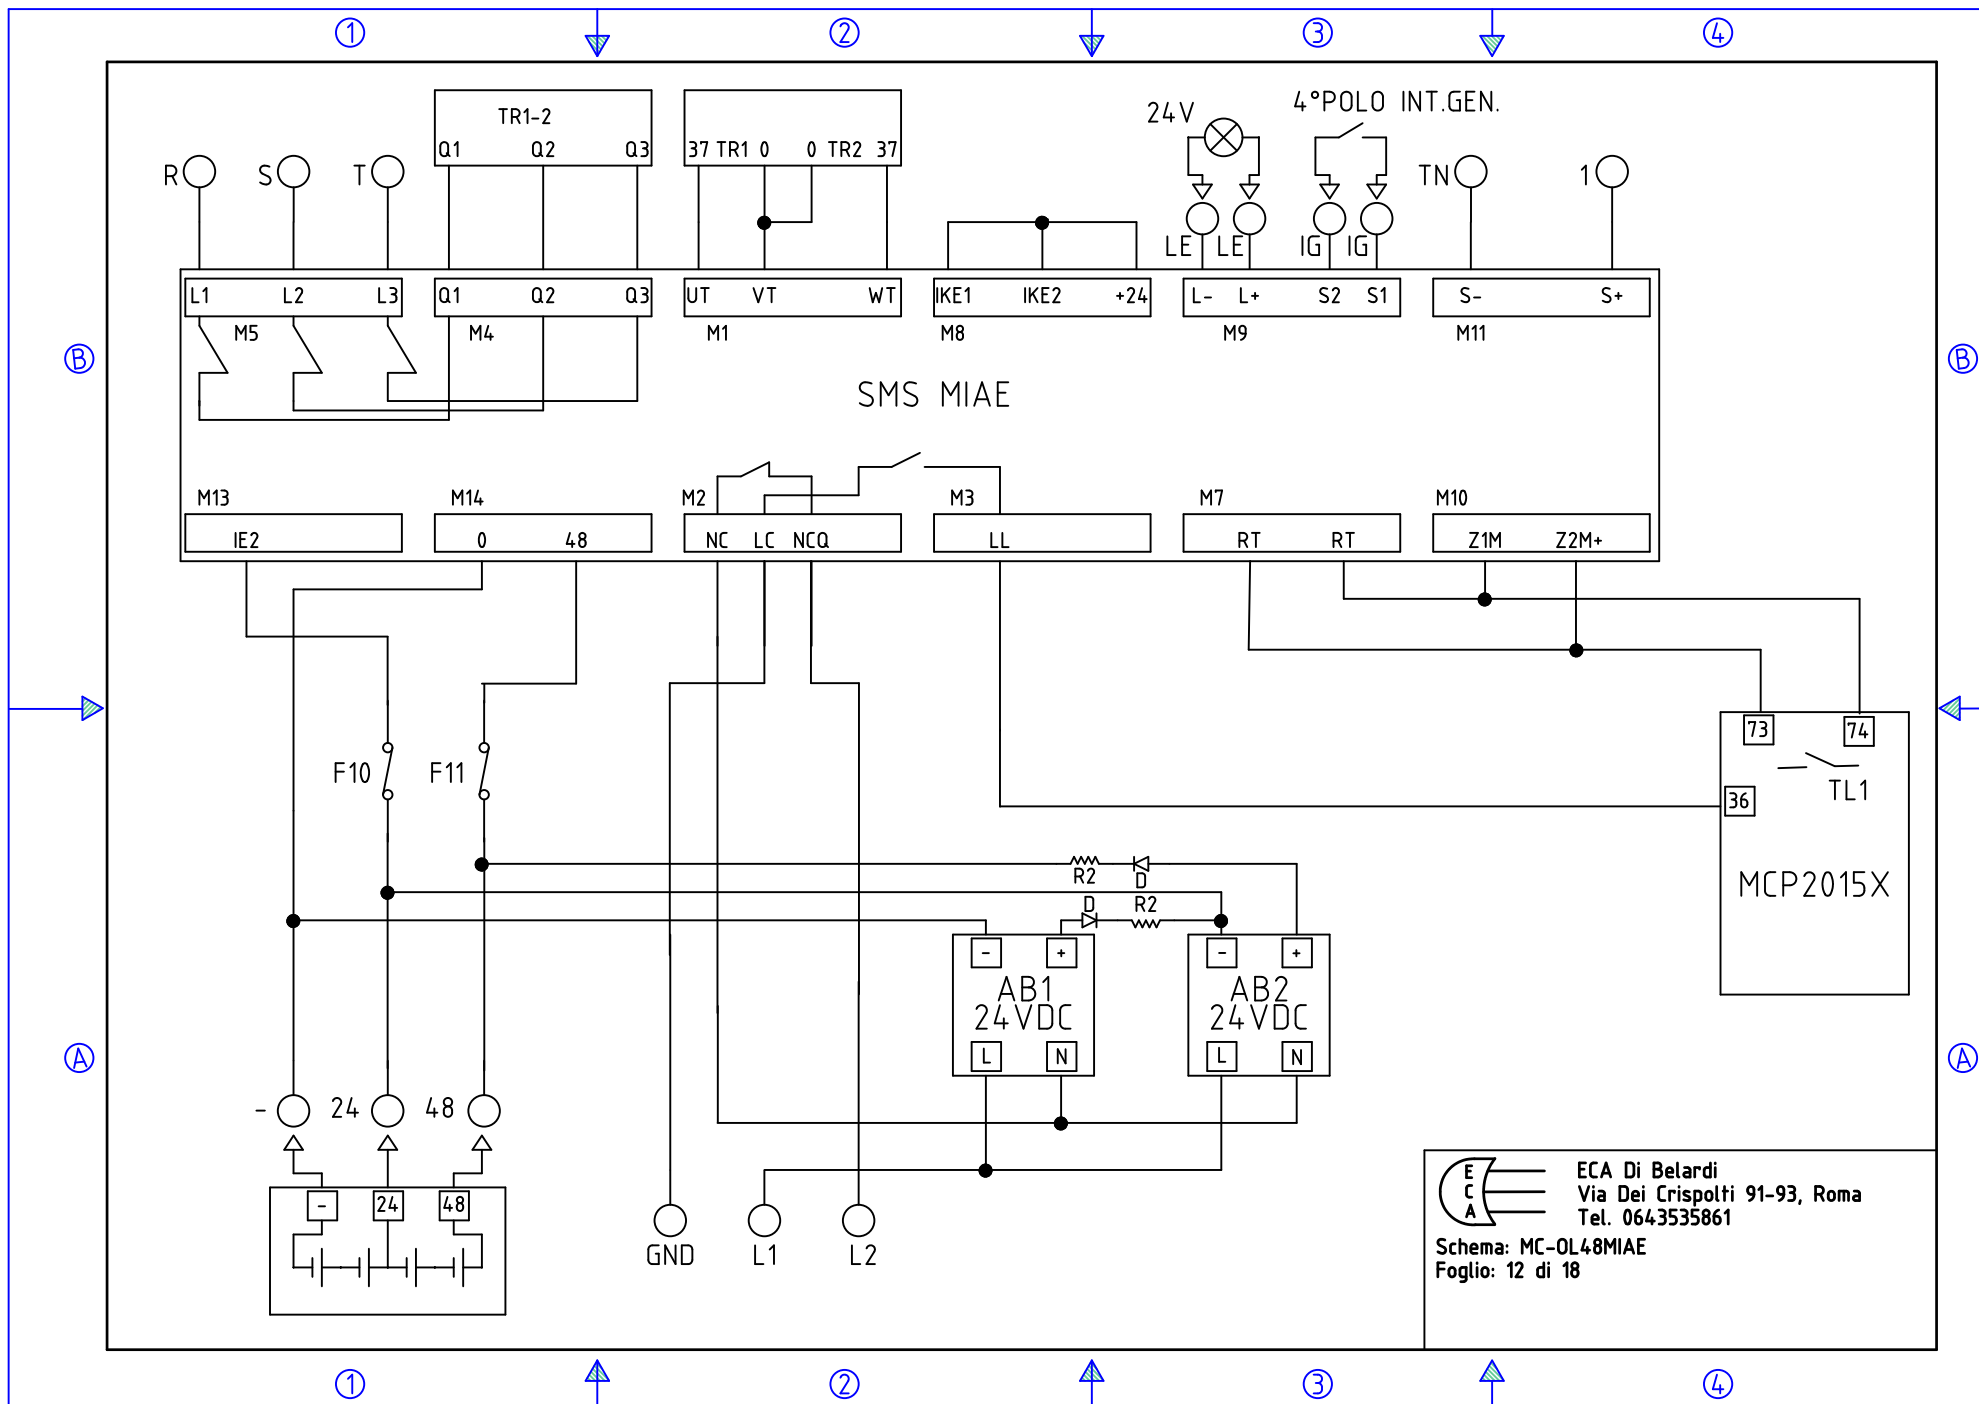 1 2 3 4
TR1-2
Q1 Q2 Q3
37 TR1 0 0 TR2 37
24V
4°POLO INT.GEN.
R S T
TN 1
LE LE IG IG
L1 L2 L3
Q1 Q2 Q3
UT VT WT
IKE1 IKE2 +24
L- L+ S2 S1
S- S+
M5 M4 M1 M8 M9 M11
B B
SMS MIAE
M13 M14 M2 M3 M7 M10
IE2
0 48
NC LC NCQ
LL
RT RT
Z1M Z2M+
73 74
F10 F11
TL1
36
R2 D
D R2
MCP2015X
- + - +
AB1
24VDC
AB2
24VDC
L N L N
A A
- 24 48
- 24 48
GND L1 L2
E
C
A
ECA Di Belardi
Via Dei Crispolti 91-93, Roma
Tel. 0643535861
Schema: MC-OL48MIAE
Foglio: 12 di 18
1 2 3 4